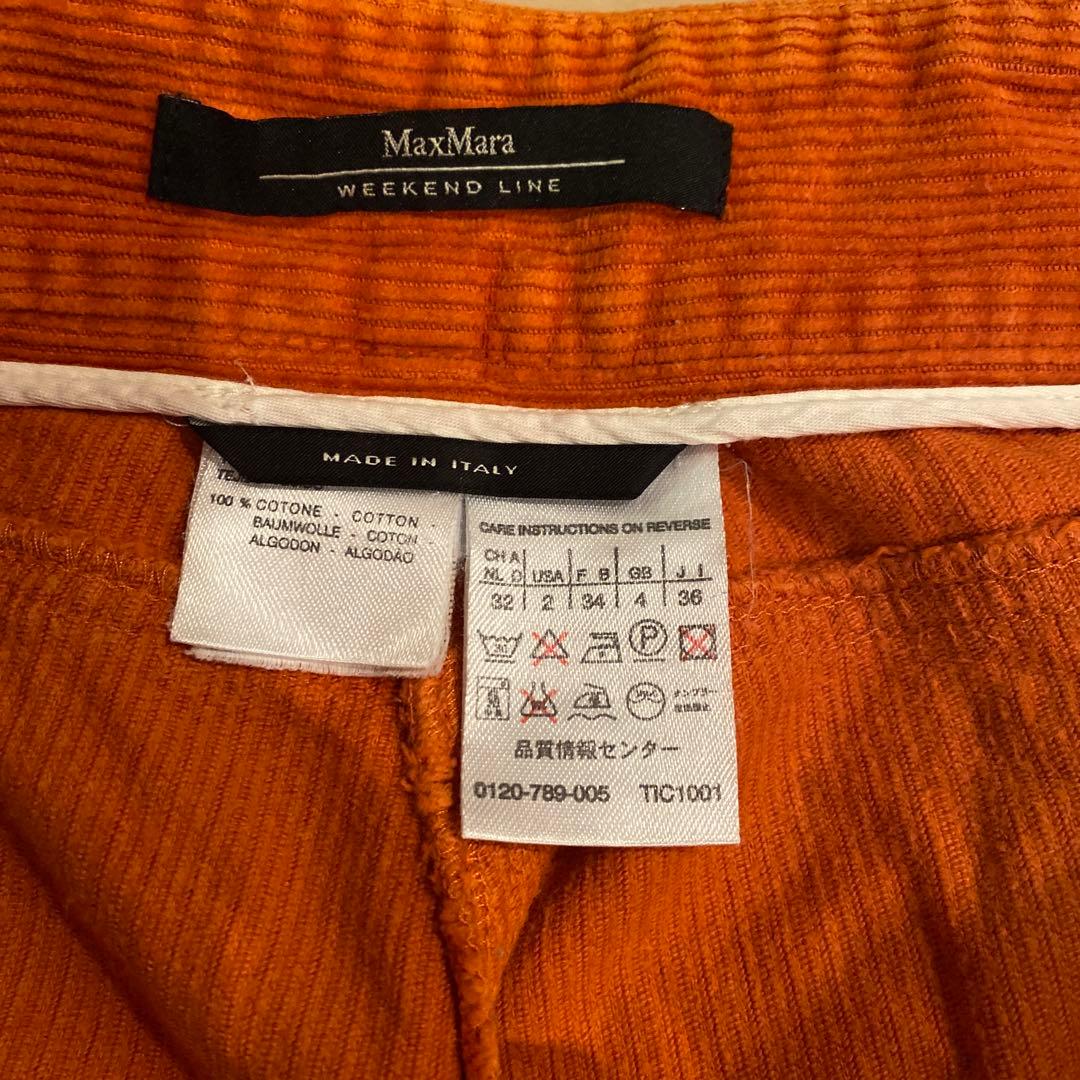 MaxMara
WEEKEND LINE
MADE IN ITALY
100 % COTONE - COTTON -
BAUMWOLLE - COTON
ALGODON - ALGODÃO
CARE INSTRUCTIONS ON REVERSE
CH A USA F B GB J I
NL D
32 2 34 4 36
30 P
品質情報センター
0120-789-005 TIC1001